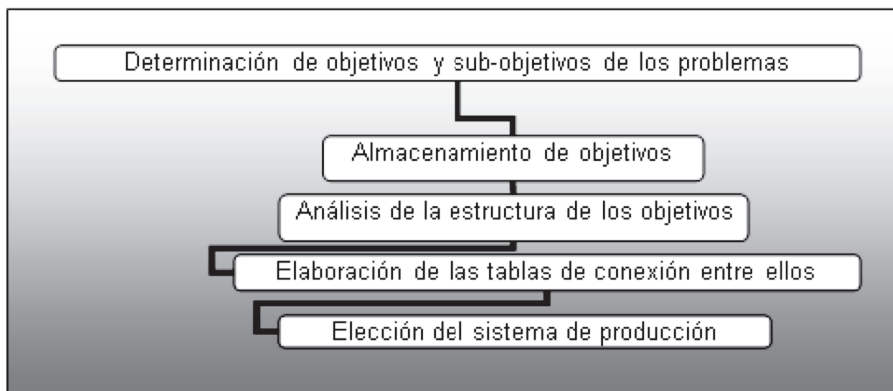 Determinación de objetivos y sub-objetivos de los problemas
Almacenamiento de objetivos
Análisis de la estructura de los objetivos
Elaboración de las tablas de conexión entre ellos
Elección del sistema de producción